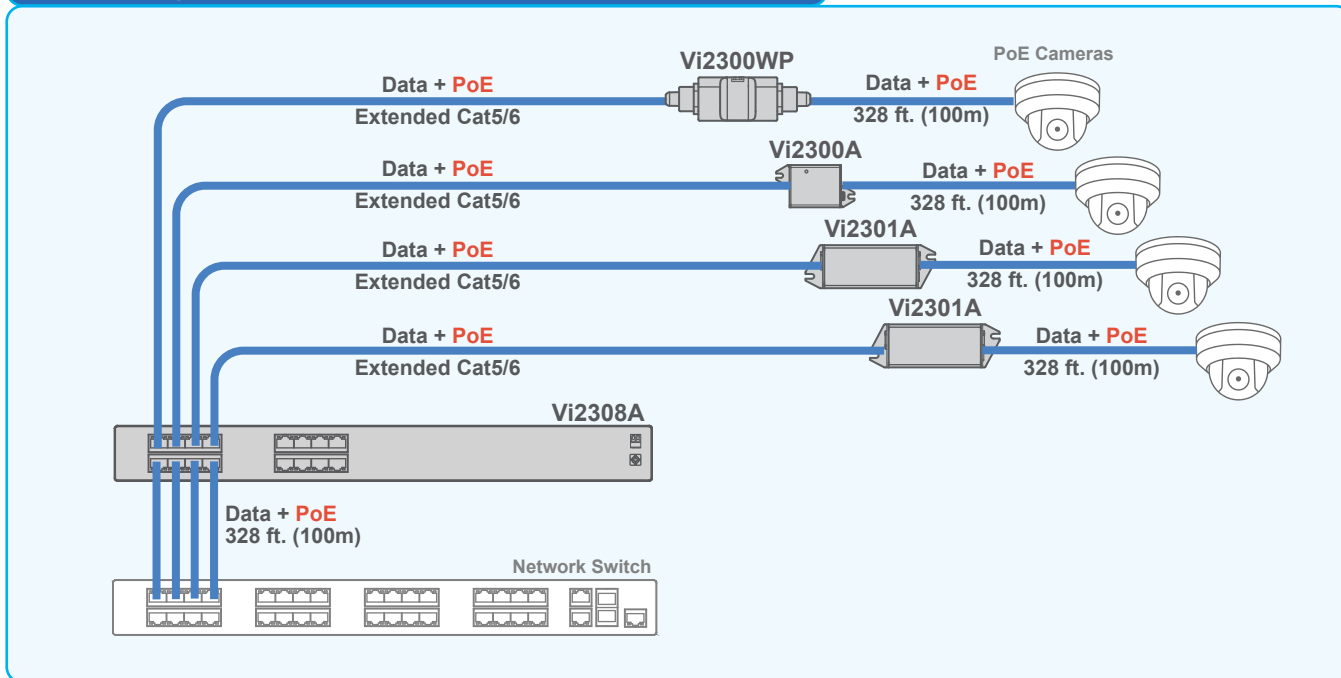 Vi2300WP
PoE Cameras
Data + PoE
Extended Cat5/6
Data + PoE
328 ft. (100m)
Vi2300A
Data + PoE
Extended Cat5/6
Data + PoE
328 ft. (100m)
Vi2301A
Data + PoE
Extended Cat5/6
Data + PoE
328 ft. (100m)
Vi2301A
Data + PoE
Extended Cat5/6
Data + PoE
328 ft. (100m)
Vi2308A
Data + PoE
328 ft. (100m)
Network Switch